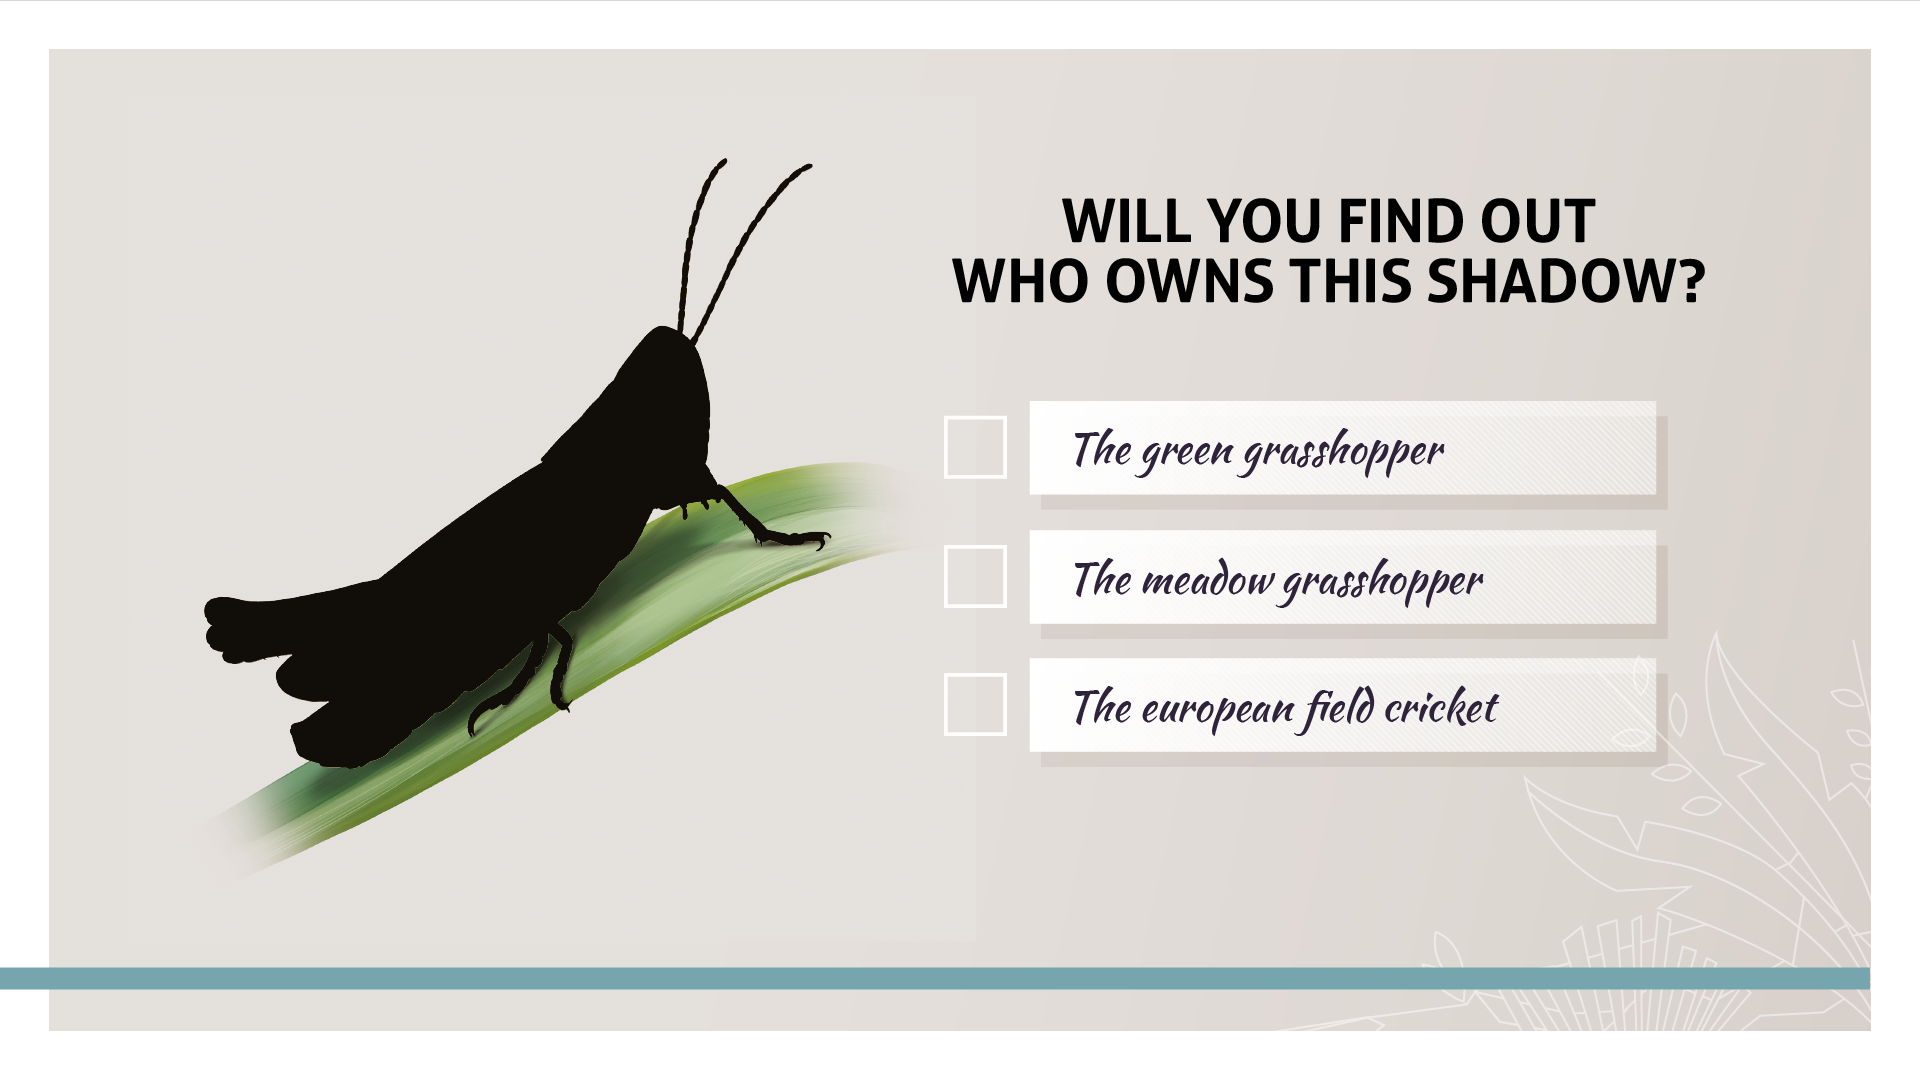 WILL YOU FIND OUT
WHO OWNS THIS SHADOW?
The green grasshopper
The meadow grasshopper
The european field cricket